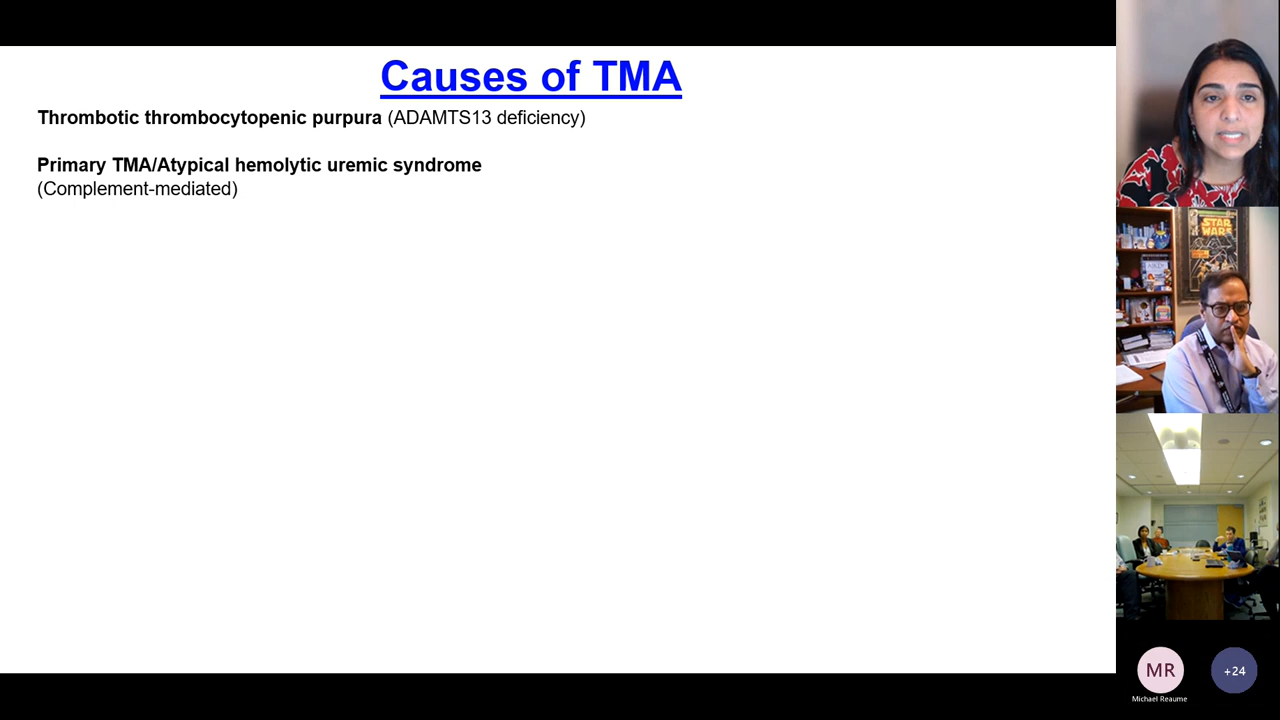 Causes of TMA
Thrombotic thrombocytopenic purpura (ADAMTS13 deficiency)
Primary TMA/Atypical hemolytic uremic syndrome
(Complement-mediated)
STAR
WARS
MR
+24
Michael Reaume